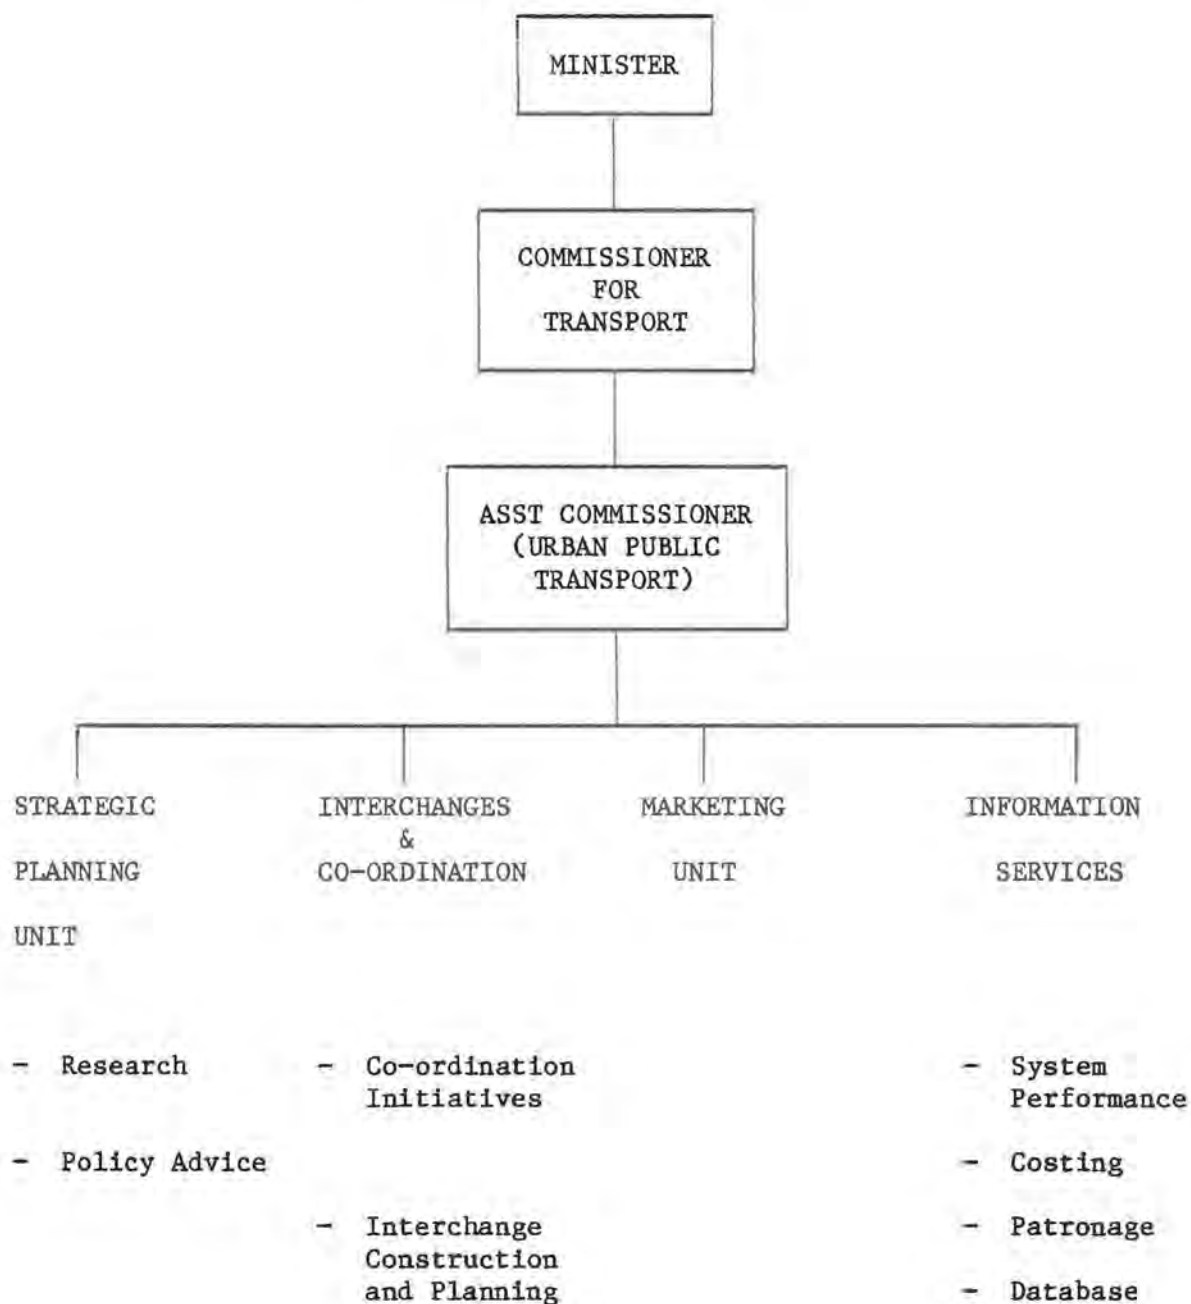 MINISTER
COMMISSIONER
FOR
TRANSPORT
ASST COMMISSIONER
(URBAN PUBLIC
TRANSPORT)
STRATEGIC
PLANNING
UNIT
INTERCHANGES
&
CO-ORDINATION
MARKETING
UNIT
INFORMATION
SERVICES
- Research
- Policy Advice
- Co-ordination
Initiatives
- Interchange
Construction
and Planning
- System
Performance
- Costing
- Patronage
- Database